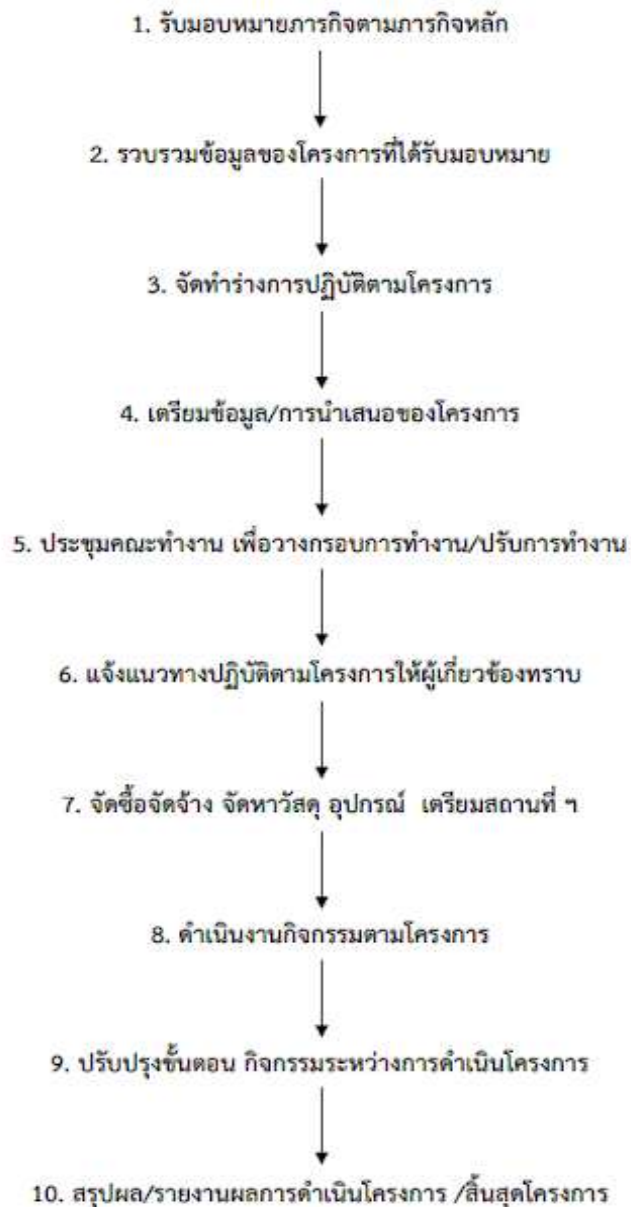 1. รับมอบหมายภารกิจตามภารกิจหลัก
2. รวบรวมข้อมูลของโครงการที่ได้รับมอบหมาย
3. จัดทำร่างการปฏิบัติตามโครงการ
4. เตรียมข้อมูล/การนำเสนอของโครงการ
5. ประชุมคณะทำงาน เพื่อวางกรอบการทำงาน/ปรับการทำงาน
6. แจ้งแนวทางปฏิบัติตามโครงการให้ผู้เกี่ยวข้องทราบ
7. จัดซื้อจัดจ้าง จัดหาวัสดุ อุปกรณ์ เตรียมสถานที่ ฯ
8. ดำเนินงานกิจกรรมตามโครงการ
9. ปรับปรุงขั้นตอน กิจกรรมระหว่างการดำเนินโครงการ
10. สรุปผล/รายงานผลการดำเนินโครงการ /สิ้นสุดโครงการ